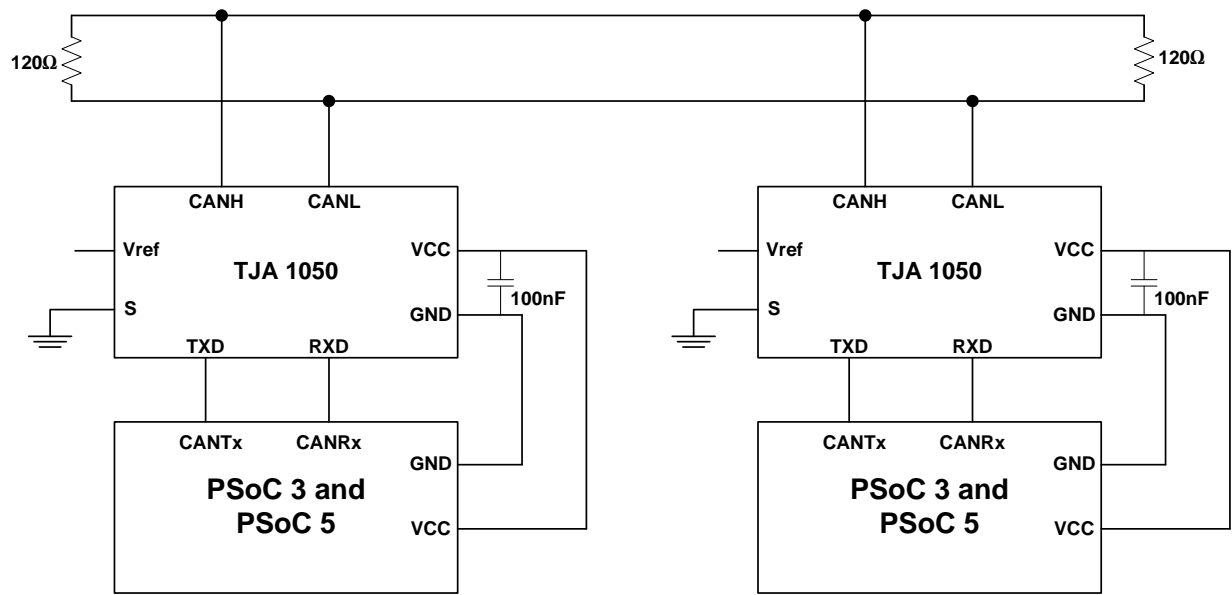 120Ω
120Ω
CANH CANL
Vref
VCC
TJA 1050
S
100nF
GND
TXD RXD
CANTx CANRx
GND
PSoC 3 and
PSoC 5
VCC
CANH CANL
Vref
VCC
TJA 1050
S
100nF
GND
TXD RXD
CANTx CANRx
GND
PSoC 3 and
PSoC 5
VCC